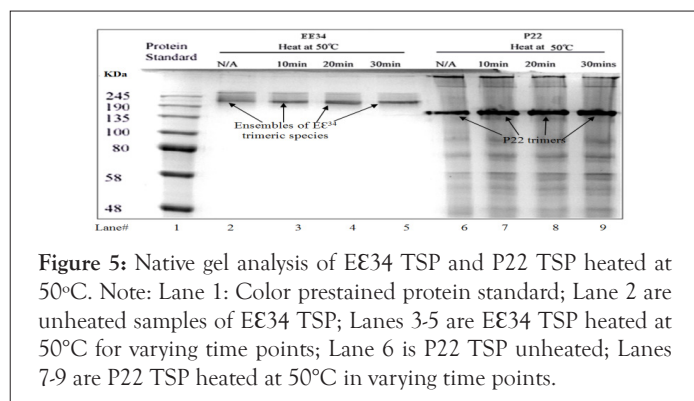 EE34
P22
Protein
Standard
Heat at 50℃
Heat at 50℃
N/A 10min 20min 30min
N/A 10min 20min 30mins
KDa
245
190
135
100
80
58
48
Ensembles of Eℇ34
trimeric species
P22 trimers
Lane# 1 2 3 4 5 6 7 8 9
Figure 5: Native gel analysis of Eℇ34 TSP and P22 TSP heated at
50oC. Note: Lane 1: Color prestained protein standard; Lane 2 are
unheated samples of Eℇ34 TSP; Lanes 3-5 are Eℇ34 TSP heated at
50°C for varying time points; Lane 6 is P22 TSP unheated; Lanes
7-9 are P22 TSP heated at 50°C in varying time points.